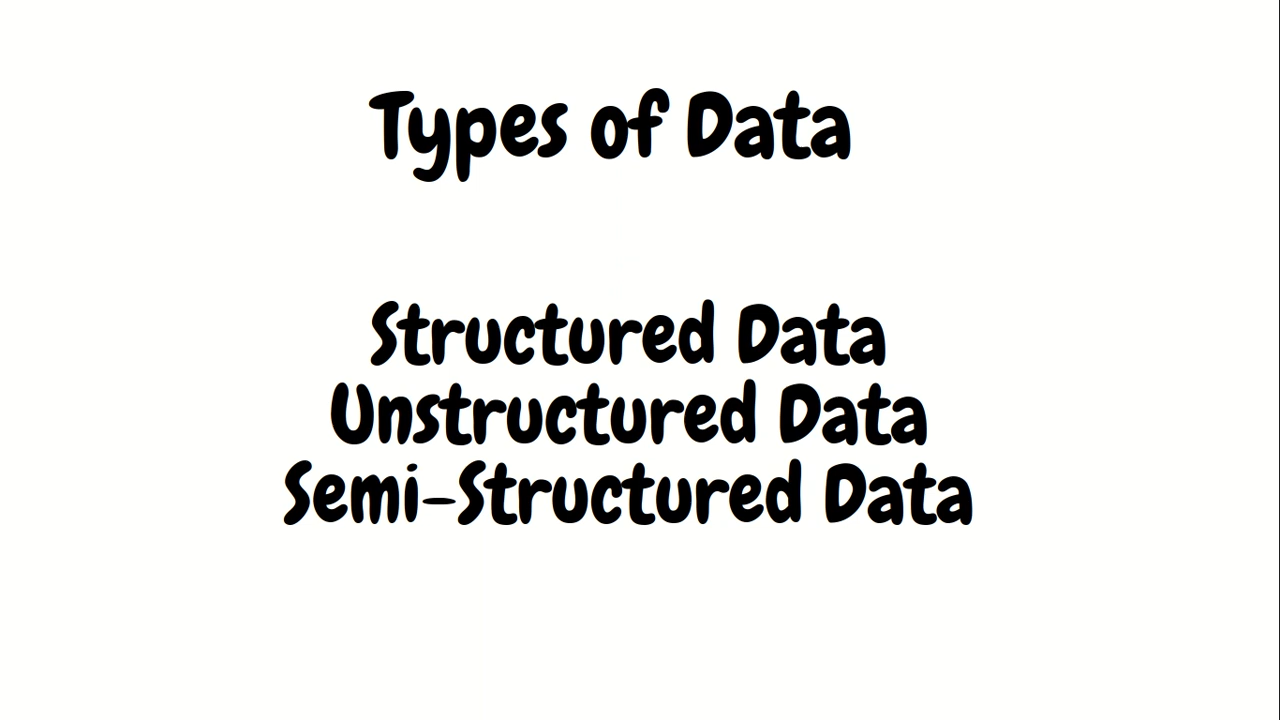 Types of Data
Structured Data
Unstructured Data
Semi-Structured Data